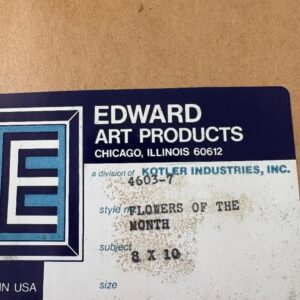 EDWARD
ART PRODUCTS
CHICAGO, ILLINOIS 60612
a division of KOTLER INDUSTRIES, INC.
4603-7
style FLOWERS OF THE
MONTH
subject
8 X 10
size
E
IN USA